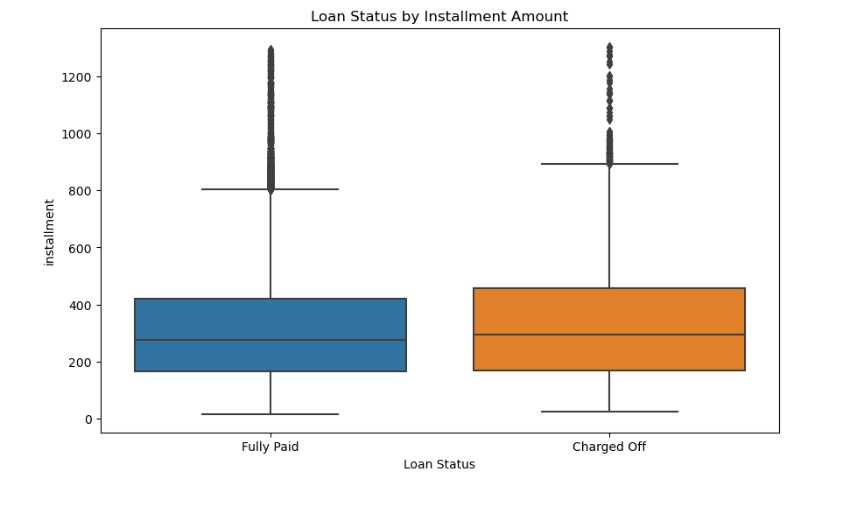 Loan Status by Installment Amount
installment
1200
1000
800
600
400
200
0
Fully Paid
Charged Off
Loan Status